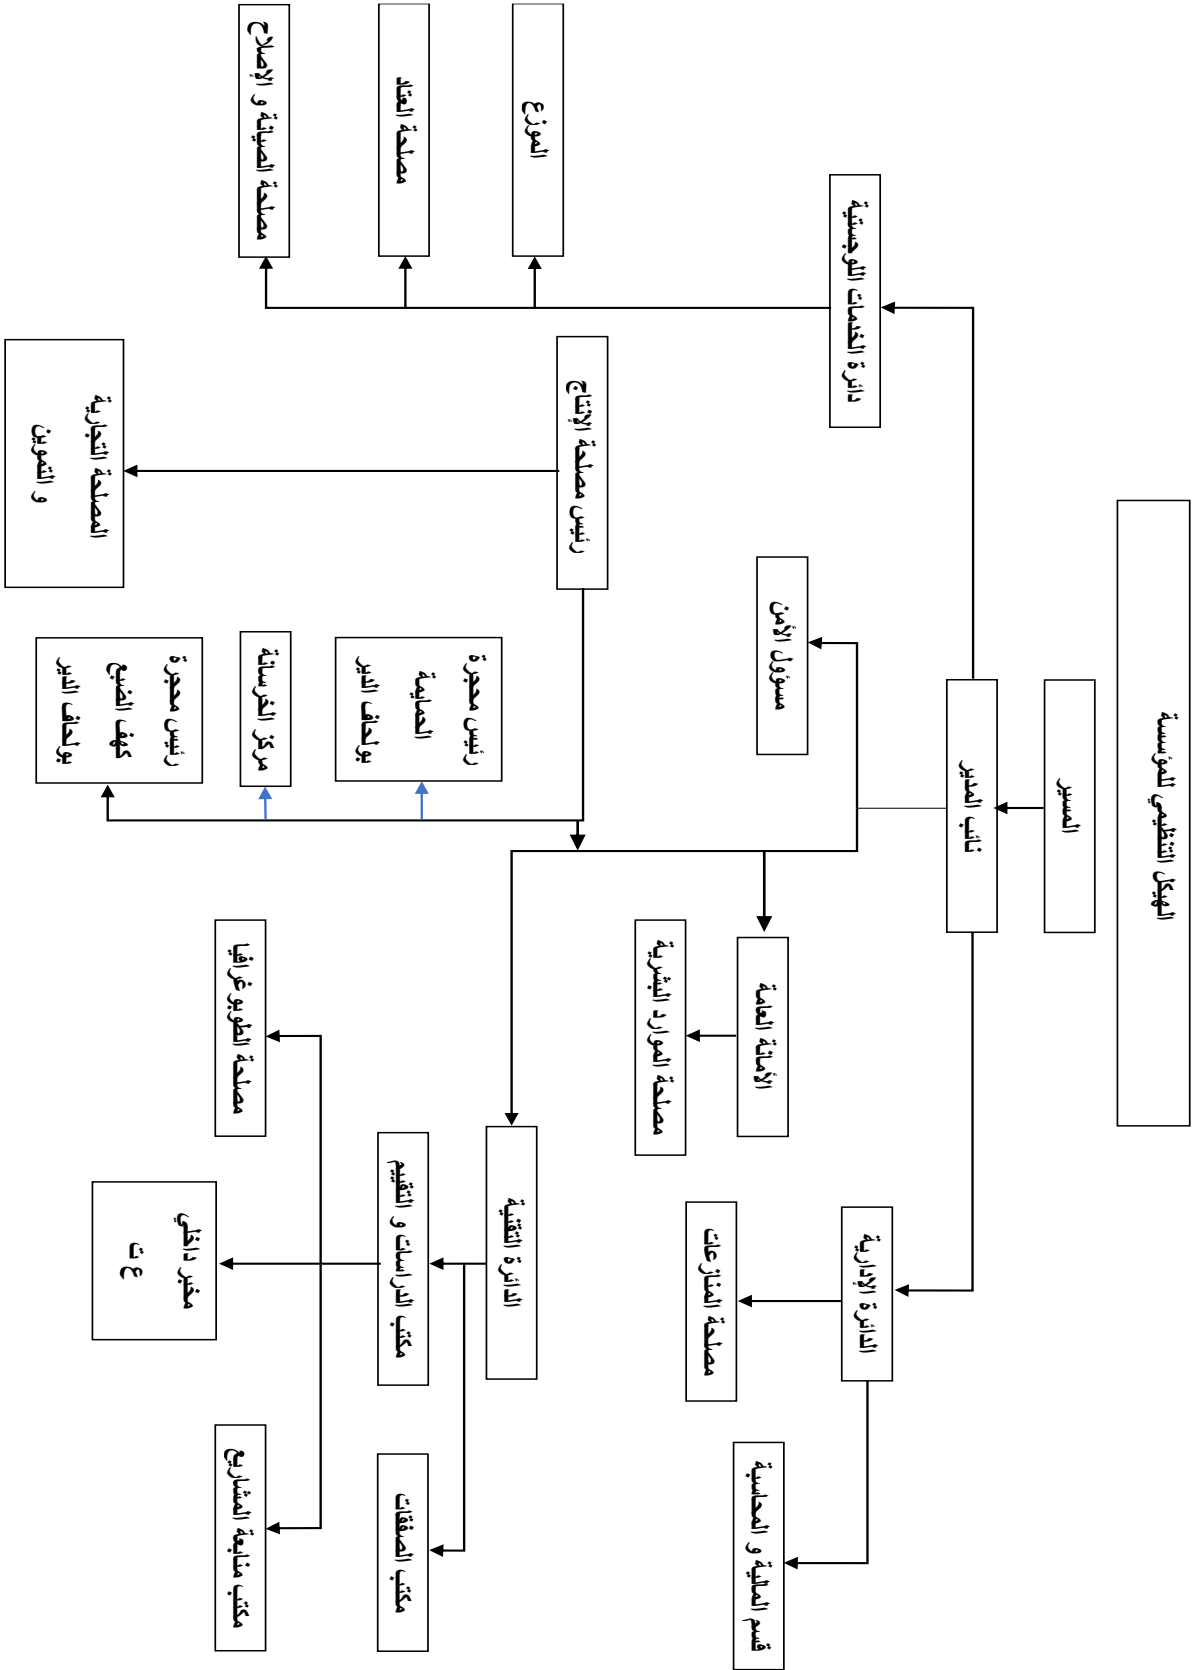 الهيكل التنظيمي للمؤسسة
المسير
نائب المدير
دائرة الخدمات اللوجستية
الدائرة الإدارية
مسؤول الأمن
الأمانة العامة
قسم المالية و المحاسبة
مصلحة المنازعات
مصلحة الموارد البشرية
رئيس مصلحة الإنتاج
الموزع
مصلحة العتاد
مصلحة الصيانة و الإصلاح
الدائرة التقنية
رئيس محجرة
الحمايمة
بولحاف الدير
مركز الخرسانة
رئيس محجرة
كهف الضبع
بولحاف الدير
المصلحة التجارية
و التموين
مكتب الدراسات و التقييم
مكتب الصفقات
مصلحة الطوبوغرافيا
مخبر داخلي
ع ت
مكتب منابعة المشاريع